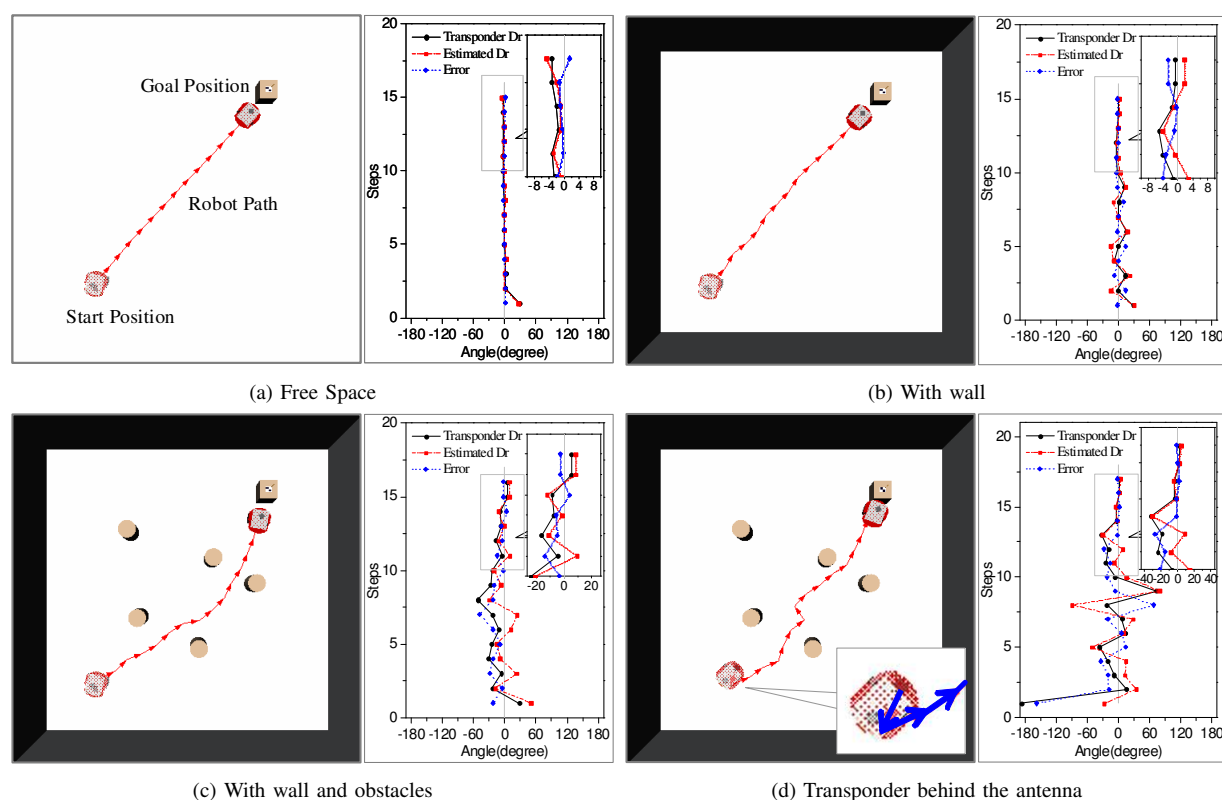 Goal Position
Robot Path
Start Position
20
15
10
5
0
Steps
Transponder Dr
Estimated Dr
Error
-8 -4 0 4 8
-180 -120 -60 0 60 120 180
Angle(degree)
(a) Free Space
20
15
10
5
0
Steps
Transponder Dr
Estimated Dr
Error
-8 -4 0 4 8
-180 -120 -60 0 60 120 180
Angle(degree)
(b) With wall
20
15
10
5
0
Steps
Transponder Dr
Estimated Dr
Error
-20 0 20
-180 -120 -60 0 60 120 180
Angle(degree)
(c) With wall and obstacles
20
15
10
5
0
Steps
Transponder Dr
Estimated Dr
Error
-40 -20 0 20 40
-180 -120 -60 0 60 120 180
Angle(degree)
(d) Transponder behind the antenna